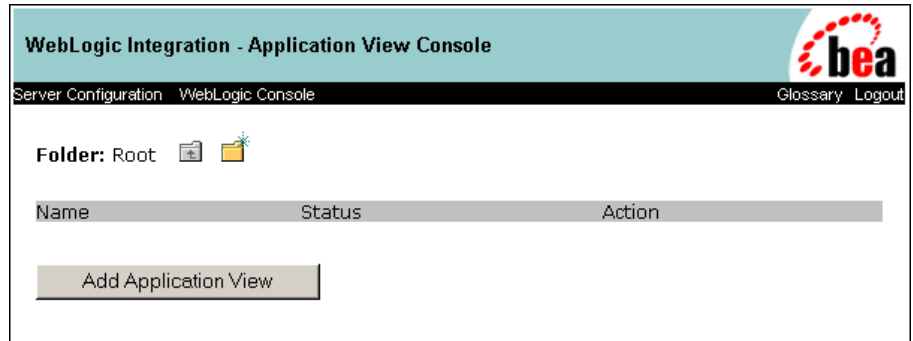 WebLogic Integration - Application View Console
bea
Server Configuration WebLogic Console Glossary Logout
Folder: Root
Name Status Action
Add Application View